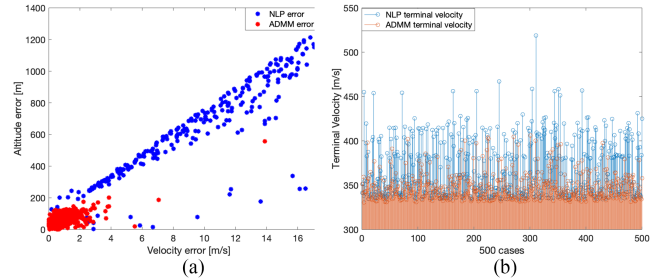 NLP error
ADMM error
1400
1200
1000
800
600
400
200
0
Altitude error [m]
0
2
4
6
8
10
12
14
16
Velocity error [m/s]
(a)
NLP terminal velocity
ADMM terminal velocity
550
500
450
400
350
300
Terminal Velocity [m/s]
0
100
200
300
400
500
500 cases
(b)